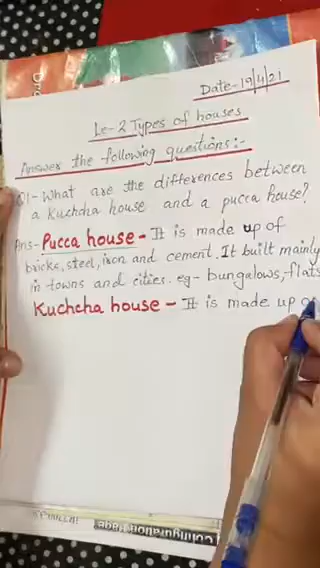 Date-19/4/21
Le-2 Types of houses
Answer the following questions:-
Q1-What are the differences between
a Kuchcha house and a pucca house?
Ans-Pucca house - It is made up of
bricks, steel, iron and cement. It built mainly
in towns and cities. eg- bungalows, flats
Kuchcha house - It is made up of
Configuration Page